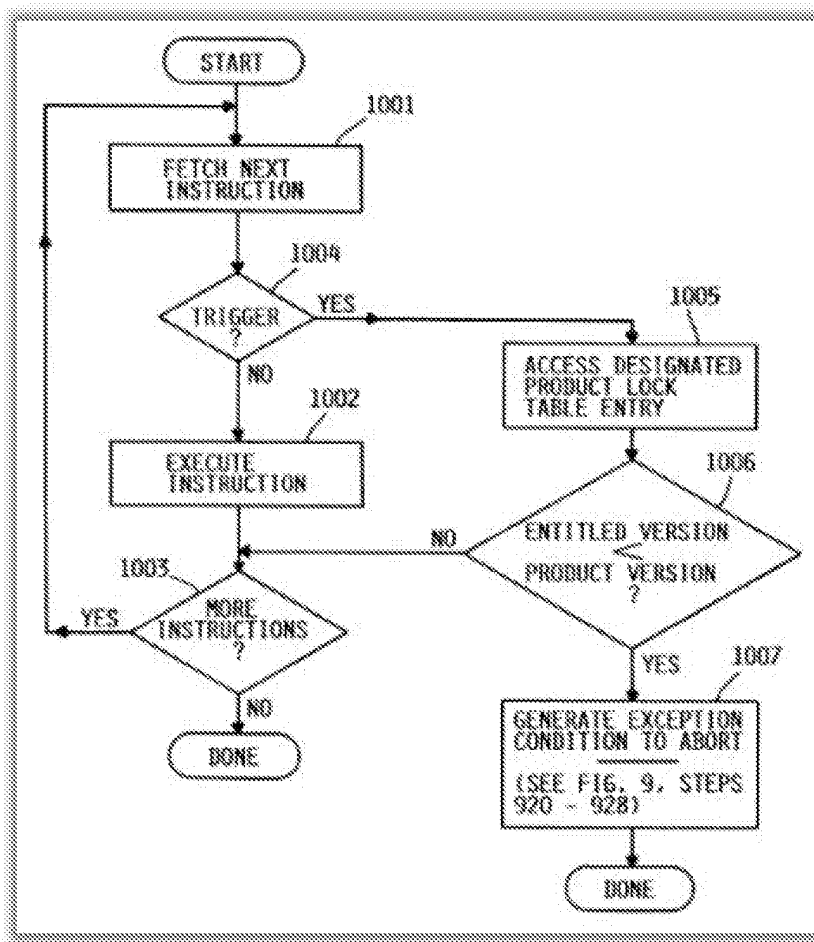 START
1001
FETCH NEXT
INSTRUCTION
1004
TRIGGER
?
YES
NO
1005
ACCESS DESIGNATED
PRODUCT LOCK
TABLE ENTRY
1002
EXECUTE
INSTRUCTION
1006
ENTITLED VERSION
<
PRODUCT VERSION
?
NO
YES
1003
MORE
INSTRUCTIONS
?
YES
NO
DONE
1007
GENERATE EXCEPTION
CONDITION TO ABORT
(SEE FIG. 9, STEPS
920 - 928)
DONE